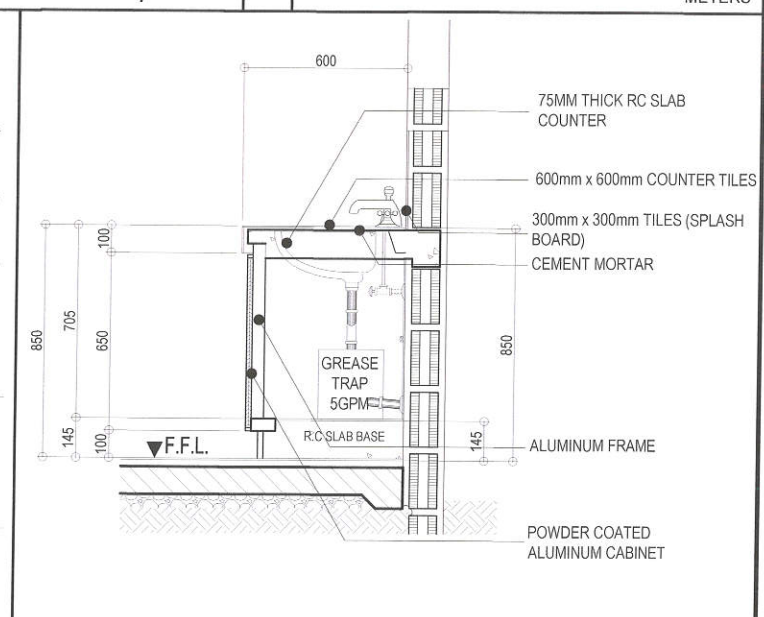 METERS
600
75MM THICK RC SLAB
COUNTER
600mm x 600mm COUNTER TILES
300mm x 300mm TILES (SPLASH
BOARD)
CEMENT MORTAR
100
850
705
650
850
GREASE
TRAP
5GPM
145
100
F.F.L.
R.C SLAB BASE
145
ALUMINUM FRAME
POWDER COATED
ALUMINUM CABINET